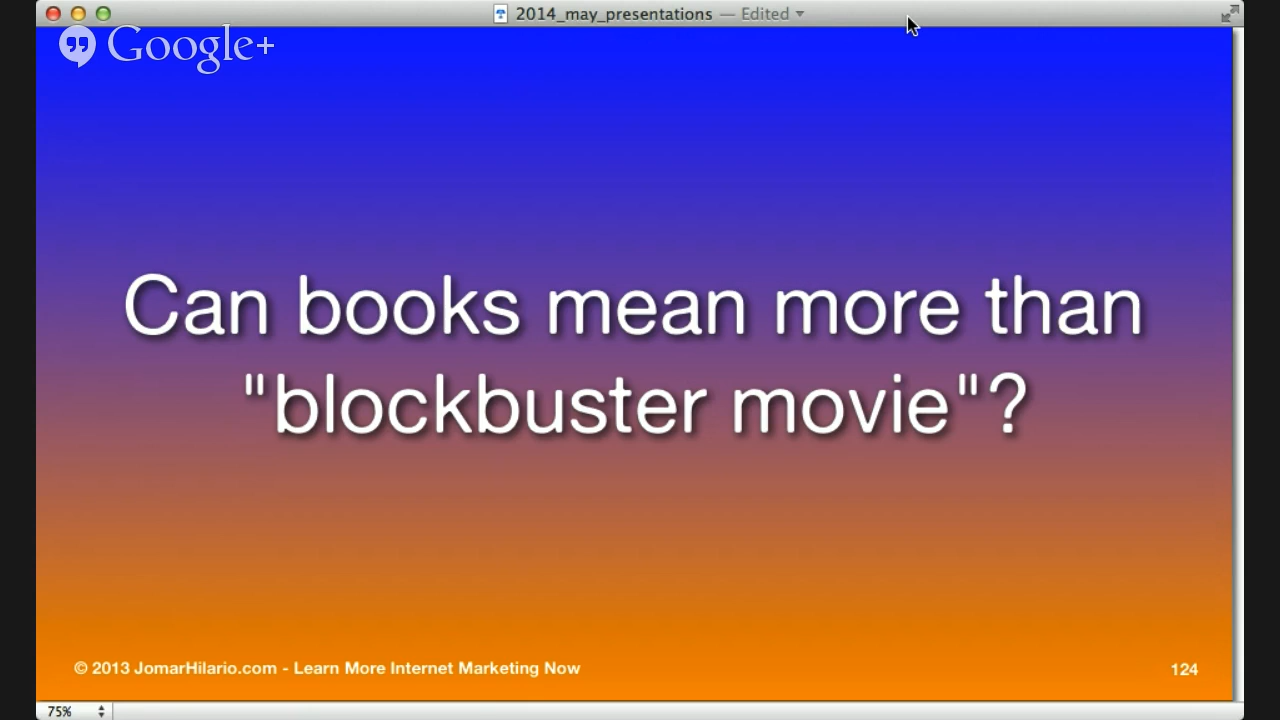 2014_may_presentations — Edited
Google+
Can books mean more than
"blockbuster movie"?
© 2013 JomarHilario.com - Learn More Internet Marketing Now
124
75%